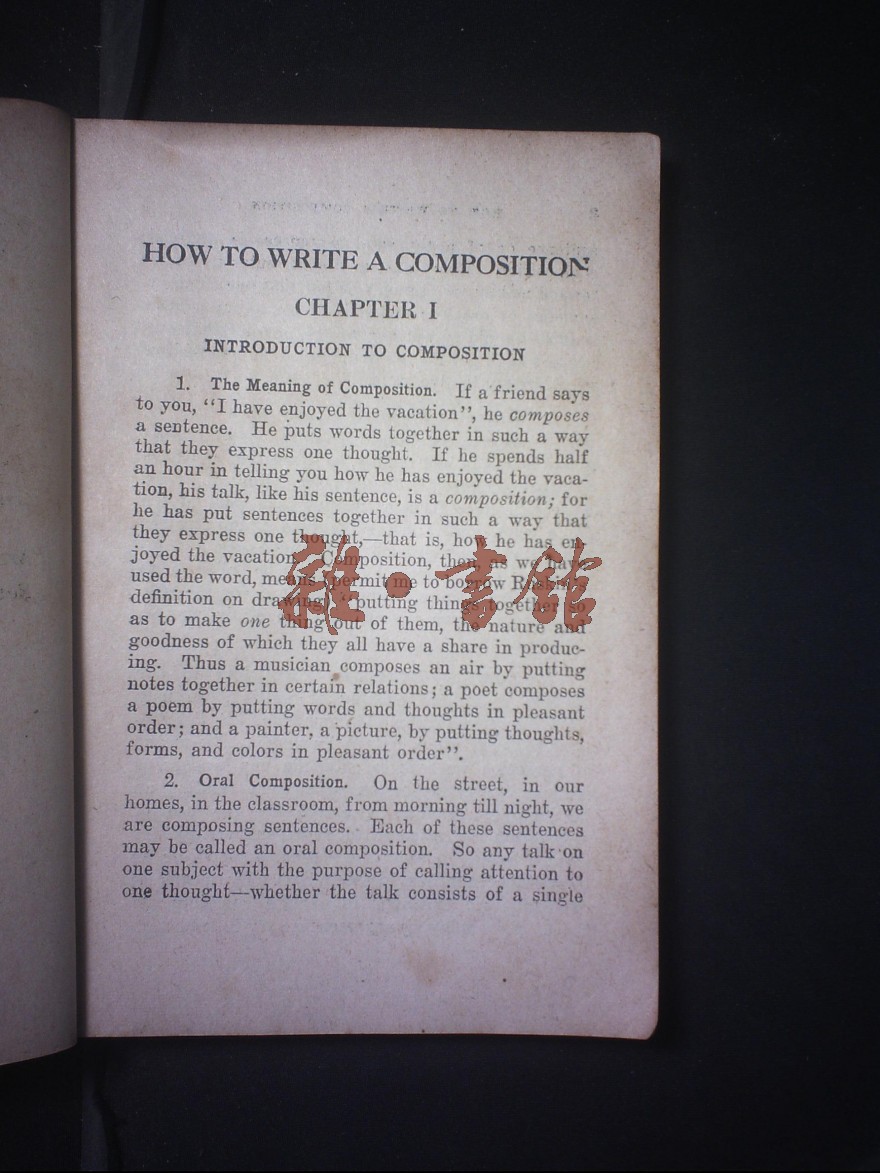 HOW TO WRITE A COMPOSITION
CHAPTER I
INTRODUCTION TO COMPOSITION
1. The Meaning of Composition. If a friend says
to you, "I have enjoyed the vacation", he composes
a sentence. He puts words together in such a way
that they express one thought. If he spends half
an hour in telling you how he has enjoyed the vaca-
tion, his talk, like his sentence, is a composition; for
he has put sentences together in such a way that
they express one thought,—that is, how he has en-
joyed the vacation. Composition, then, as we have
used the word, means (permit me to borrow
definition on drawing) "putting things together so
as to make one thing out of them, the nature and
goodness of which they all have a share in produc-
ing. Thus a musician composes an air by putting
notes together in certain relations; a poet composes
a poem by putting words and thoughts in pleasant
order; and a painter, a picture, by putting thoughts,
forms, and colors in pleasant order".
2. Oral Composition. On the street, in our
homes, in the classroom, from morning till night, we
are composing sentences. Each of these sentences
may be called an oral composition. So any talk on
one subject with the purpose of calling attention to
one thought—whether the talk consists of a single
雜·書館